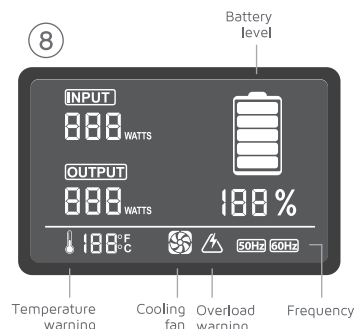 Battery
level
8
INPUT
888 WATTS
OUTPUT
888 WATTS
188 %
188 °F °C
50Hz 60Hz
Temperature
warning
Cooling
fan
Overload
warning
Frequency